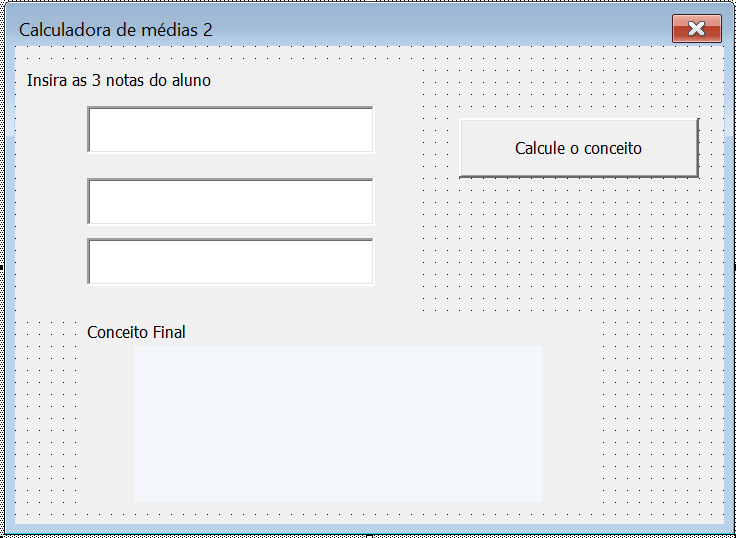 Calculadora de médias 2
Insira as 3 notas do aluno
Calcule o conceito
Conceito Final